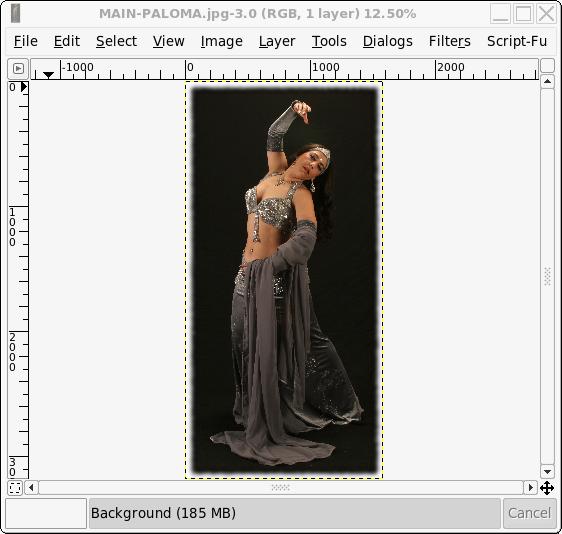 MAIN-PALOMA.jpg-3.0 (RGB, 1 layer) 12.50%
File Edit Select View Image Layer Tools Dialogs Filters Script-Fu
-1000 0 1000 2000
0
1000
2000
30
Background (185 MB) Cancel